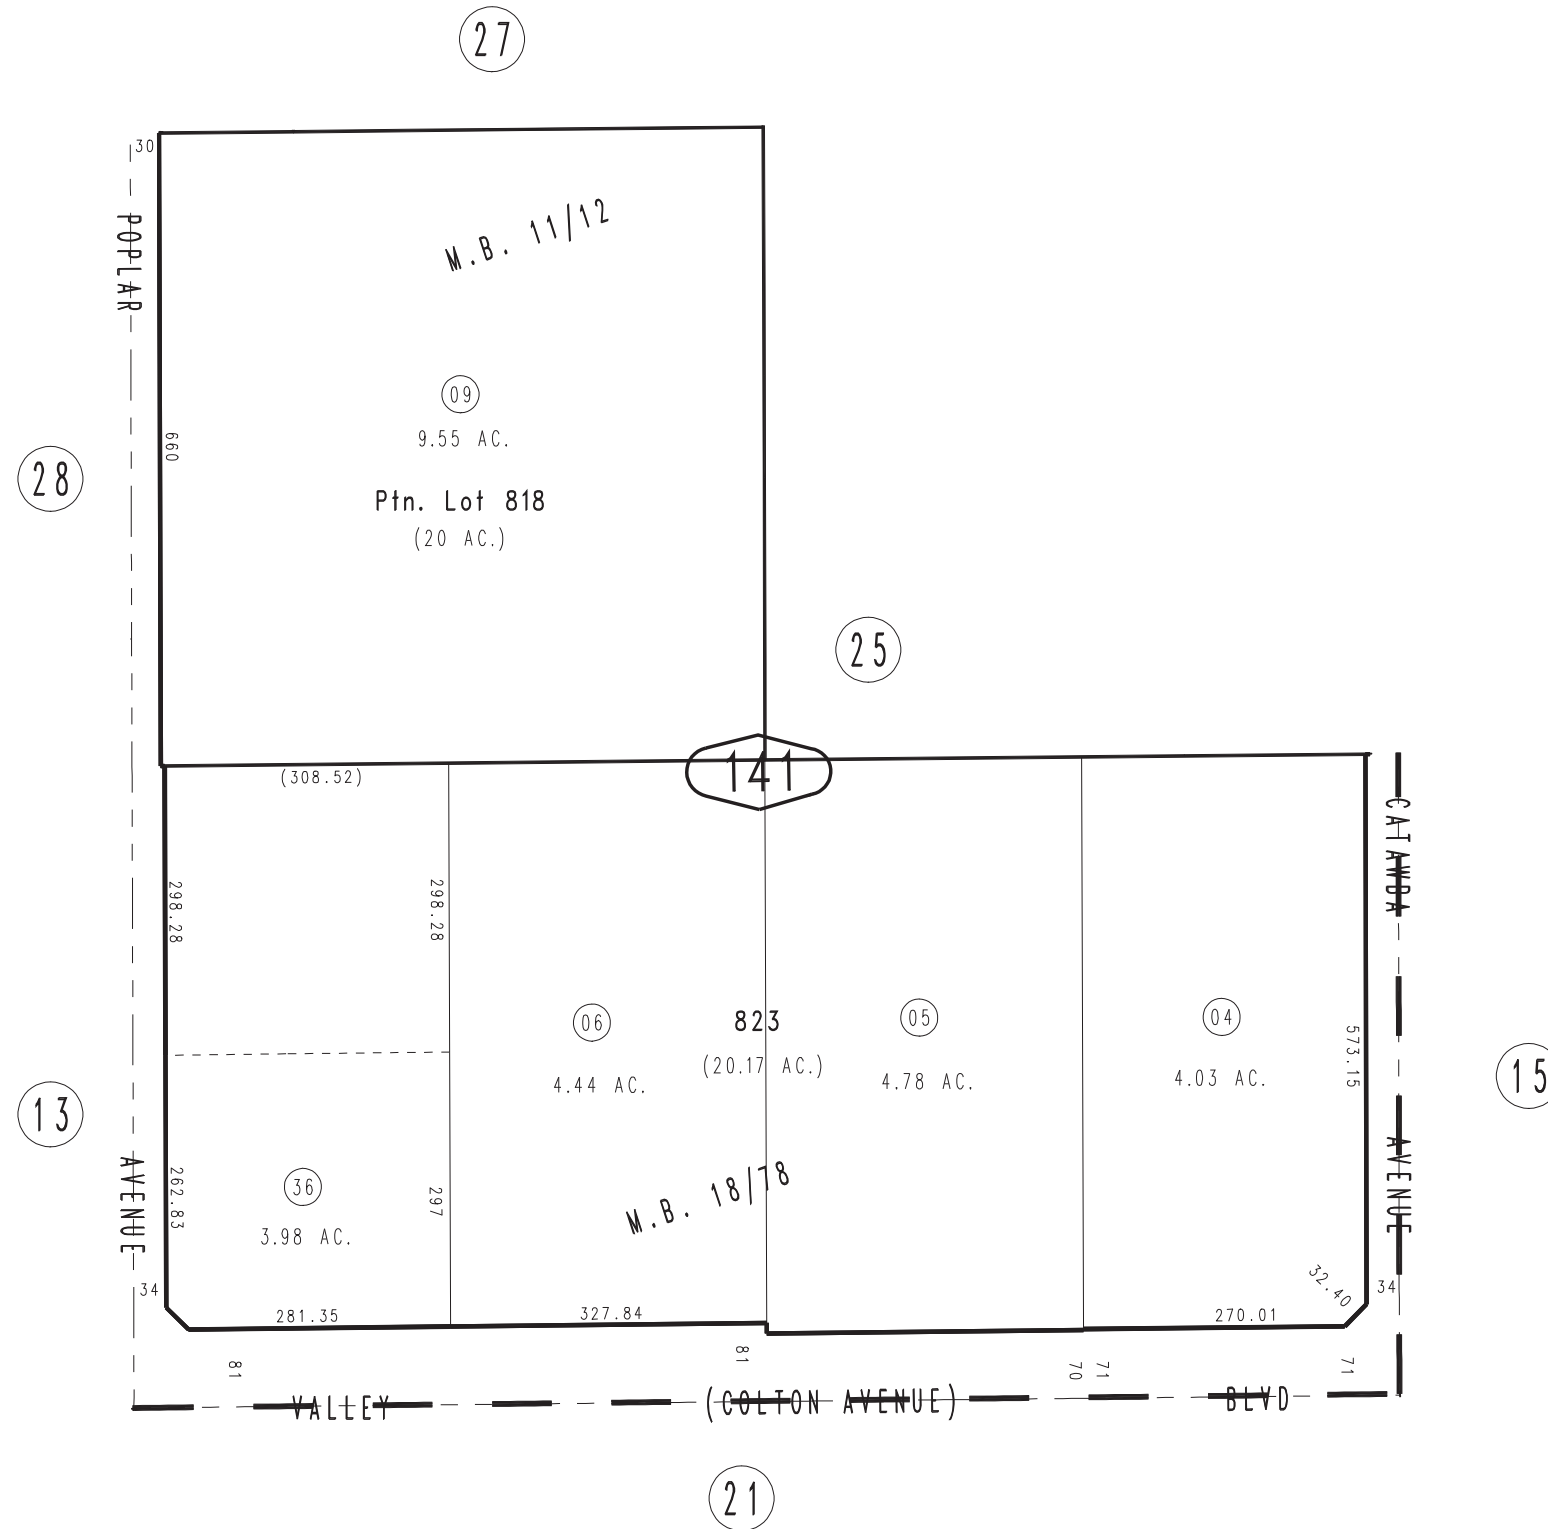 27
30
POPLAR
M.B. 11/12
09
9.55 AC.
660
28
Ptn. Lot 818
(20 AC.)
25
141
(308.52)
CATAWBA
298.28
298.28
06
823
05
04
4.44 AC.
(20.17 AC.)
4.78 AC.
4.03 AC.
573.15
15
13
AVENUE
262.83
36
3.98 AC.
297
M.B. 18/78
AVENUE
34
281.35
327.84
270.01
32.40
34
81
81
70
71
71
VALLEY
(COLTON AVENUE)
BLVD
21